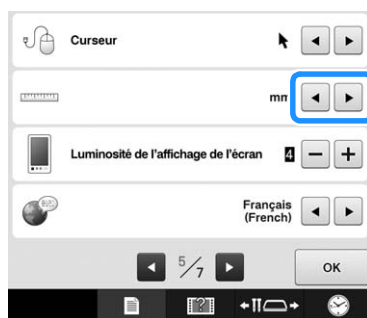 Curseur
mm
Luminosité de l'affichage de l'écran 4
Français
(French)
5/7
OK